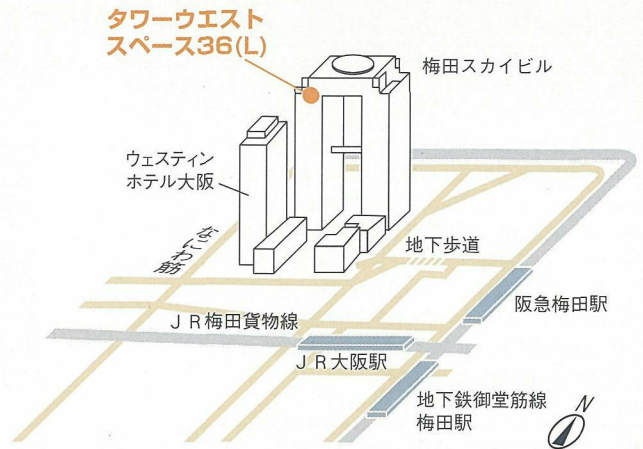 タワーウエスト
スペース36(L)
梅田スカイビル
ウェスティン
ホテル大阪
なにわ筋
地下歩道
阪急梅田駅
JR梅田貨物線
JR大阪駅
地下鉄御堂筋線
梅田駅
N